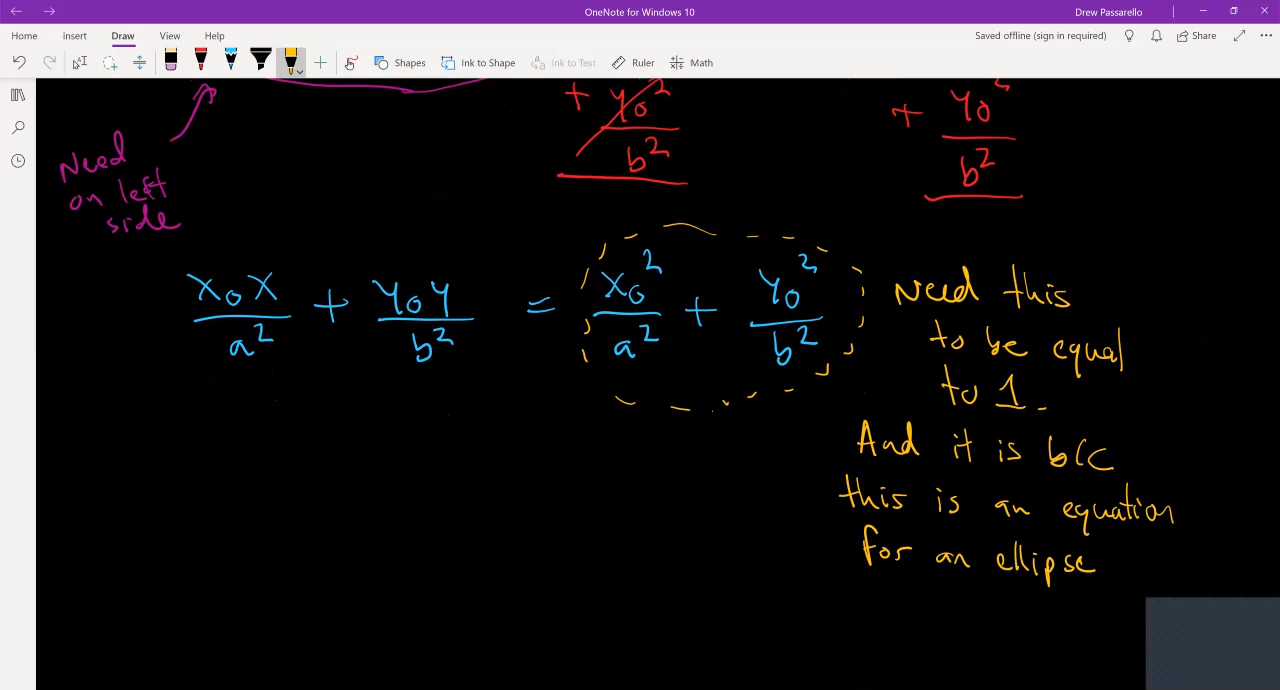 OneNote for Windows 10
Drew Passarello
Home Insert Draw View Help
Saved offline (sign in required)
Share
Shapes
Ink to Shape
Ink to Text
Ruler
Math
+ y₀²/b²
+ y₀²/b²
Need
on left
side
x₀x/a² + y₀y/b² = x₀²/a² + y₀²/b²
Need this
to be equal
to 1.
And it is b/c
this is an equation
for an ellipse